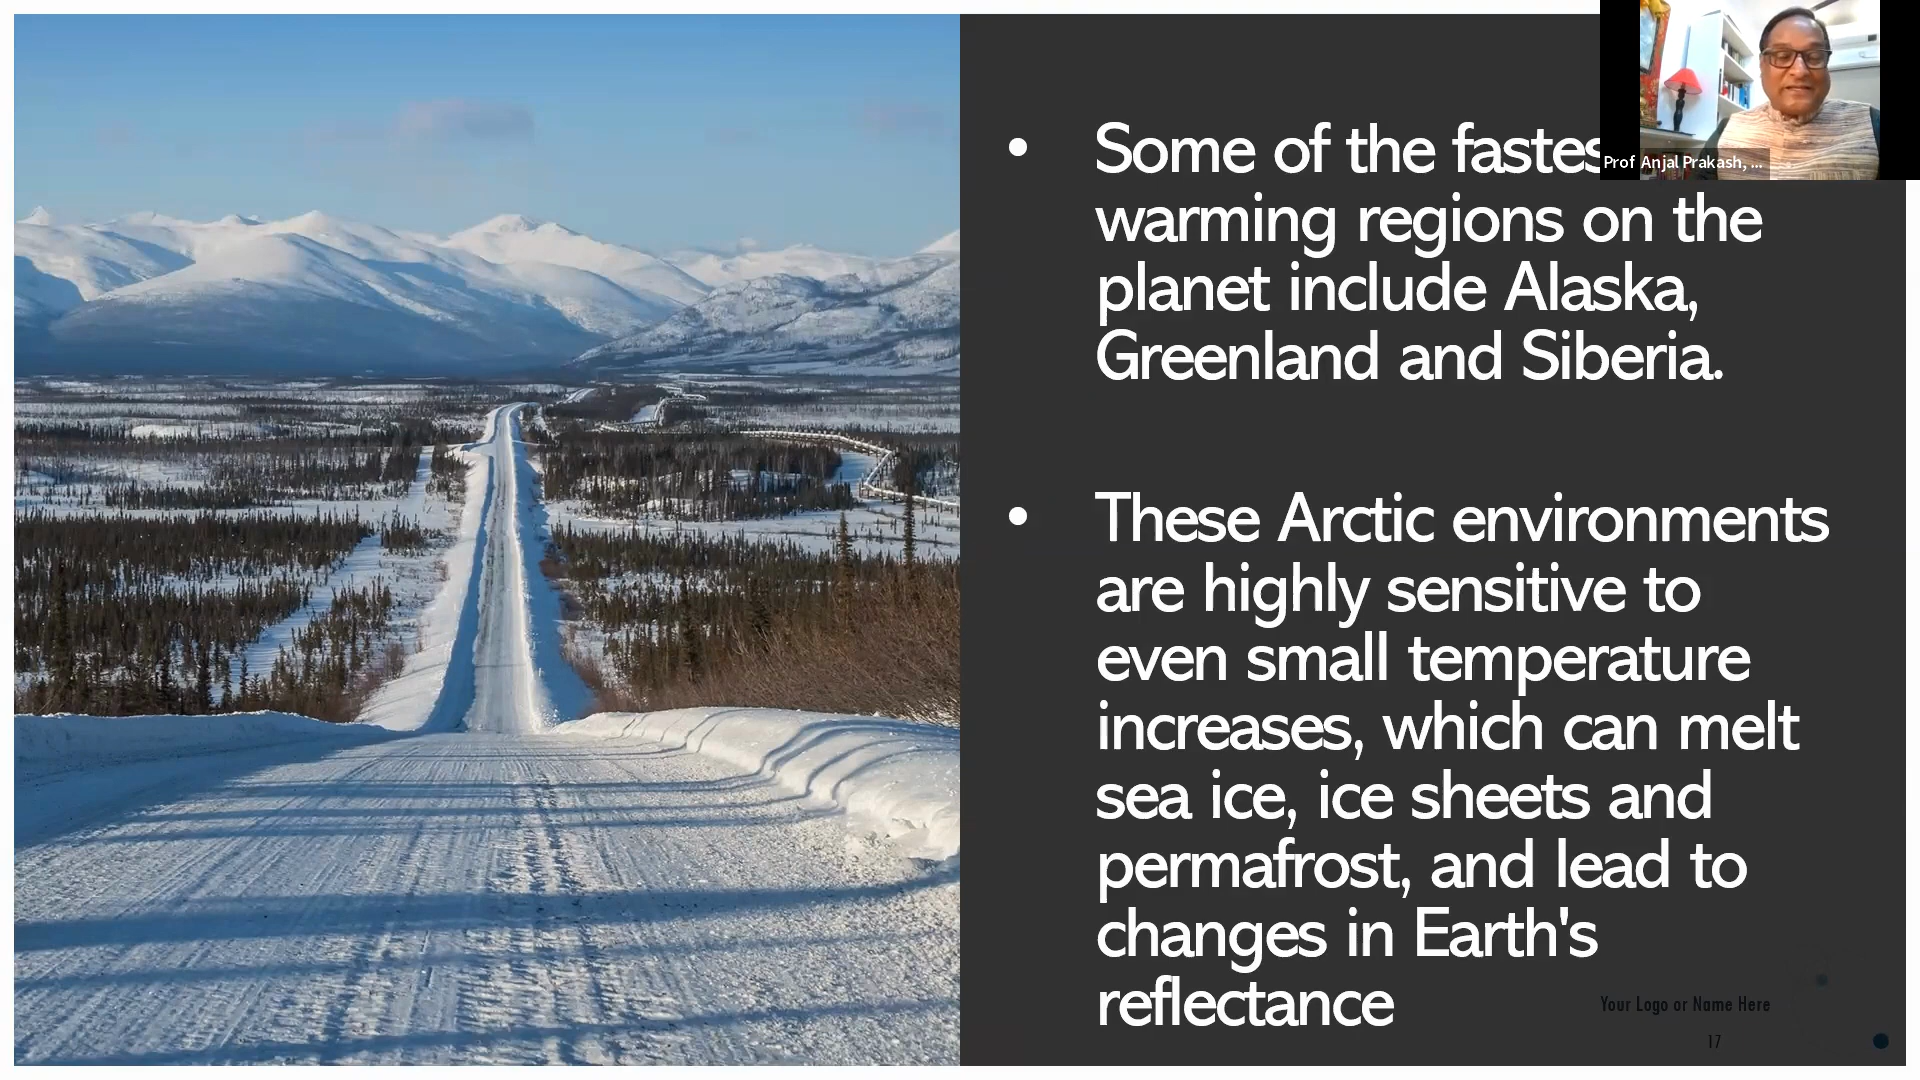 • Some of the fastes
warming regions on the
planet include Alaska,
Greenland and Siberia.
• These Arctic environments
are highly sensitive to
even small temperature
increases, which can melt
sea ice, ice sheets and
permafrost, and lead to
changes in Earth's
reflectance
Prof Anjal Prakash, ...
Your Logo or Name Here
17